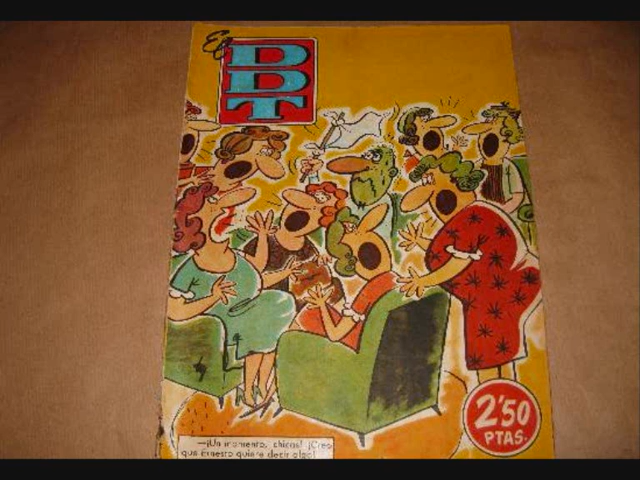 El
DDT
2'50
PTAS.
—¡Un momento, chicas! ¡Creo
que Ernesto quiere decir algo!